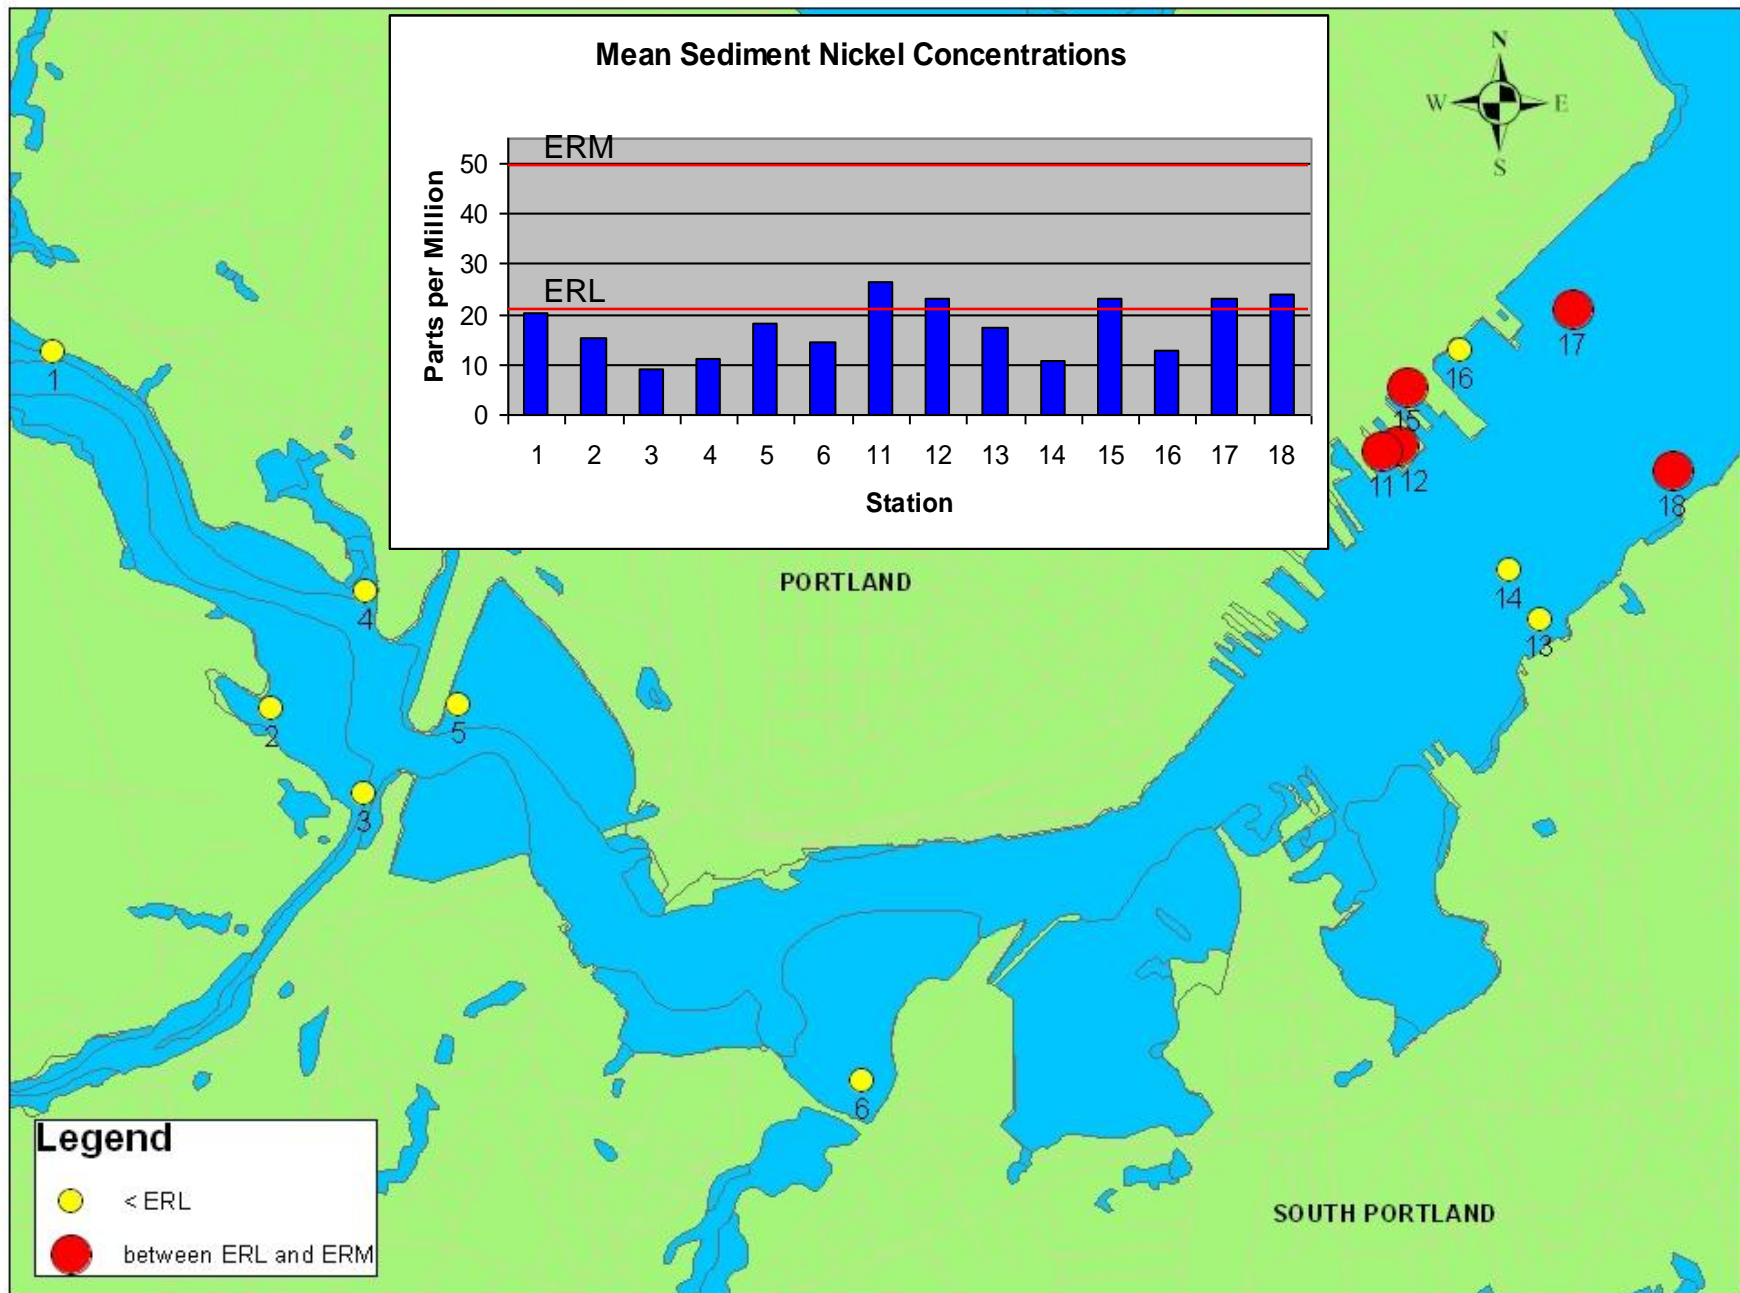 Mean Sediment Nickel Concentrations
ERM
ERL
50
40
30
20
10
0
Parts per Million
1 2 3 4 5 6 11 12 13 14 15 16 17 18
Station
N
W E
S
1
4
2
5
3
6
17
16
15
11 12
18
14
13
PORTLAND
SOUTH PORTLAND
Legend
< ERL
between ERL and ERM